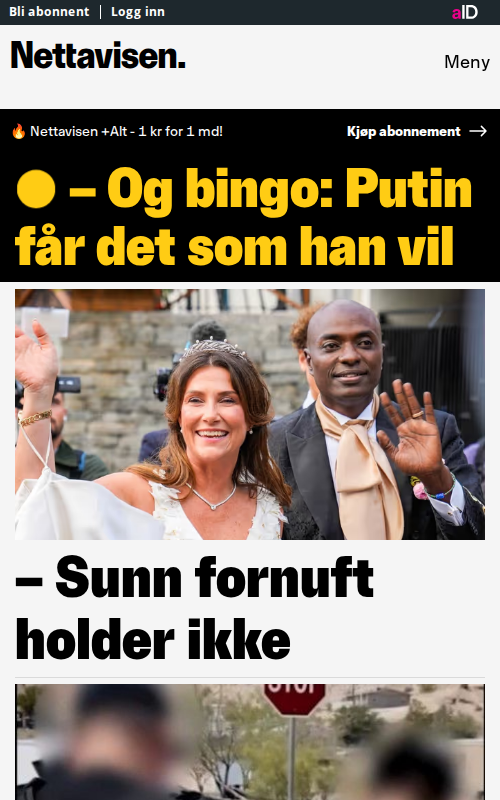 Bli abonnent | Logg inn
aID
Nettavisen.
Meny
🔥 Nettavisen +Alt - 1 kr for 1 md!
Kjøp abonnement →
– Og bingo: Putin
får det som han vil
– Sunn fornuft
holder ikke
STOP